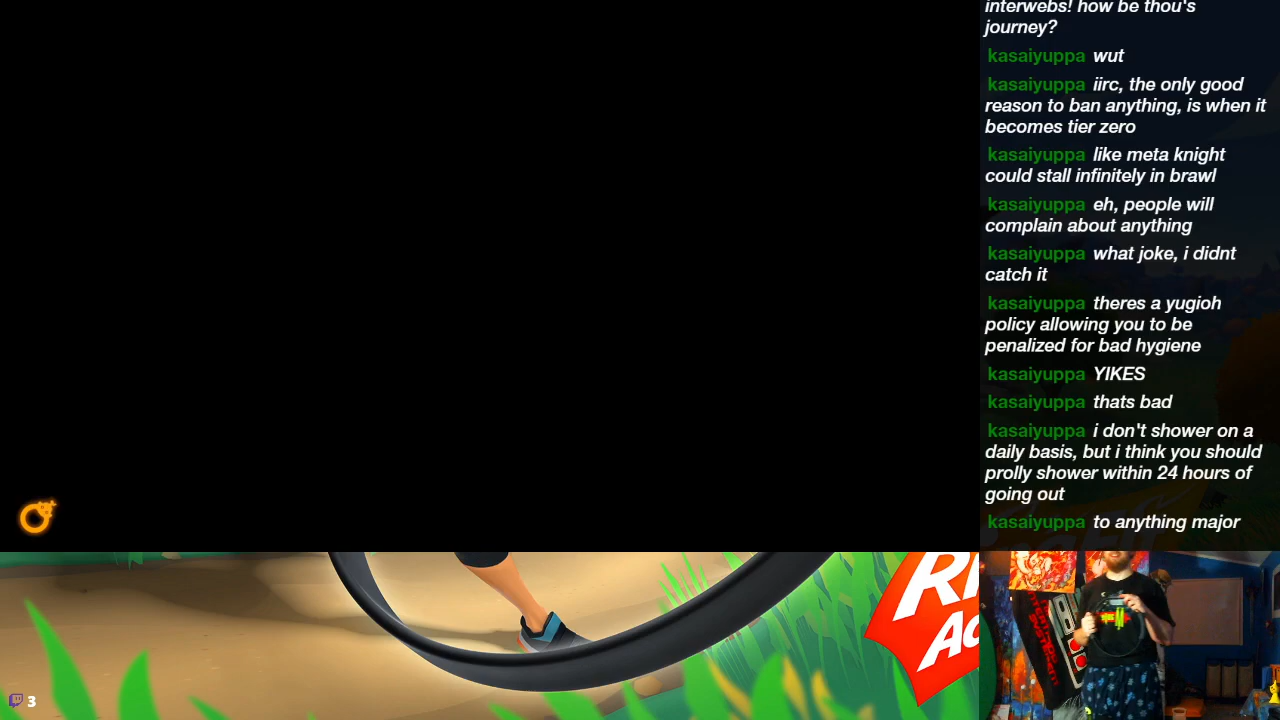 interwebs! how be thou's
journey?
kasaiyuppa wut
kasaiyuppa iirc, the only good
reason to ban anything, is when it
becomes tier zero
kasaiyuppa like meta knight
could stall infinitely in brawl
kasaiyuppa eh, people will
complain about anything
kasaiyuppa what joke, i didnt
catch it
kasaiyuppa theres a yugioh
policy allowing you to be
penalized for bad hygiene
kasaiyuppa YIKES
kasaiyuppa thats bad
kasaiyuppa i don't shower on a
daily basis, but i think you should
prolly shower within 24 hours of
going out
kasaiyuppa to anything major
3